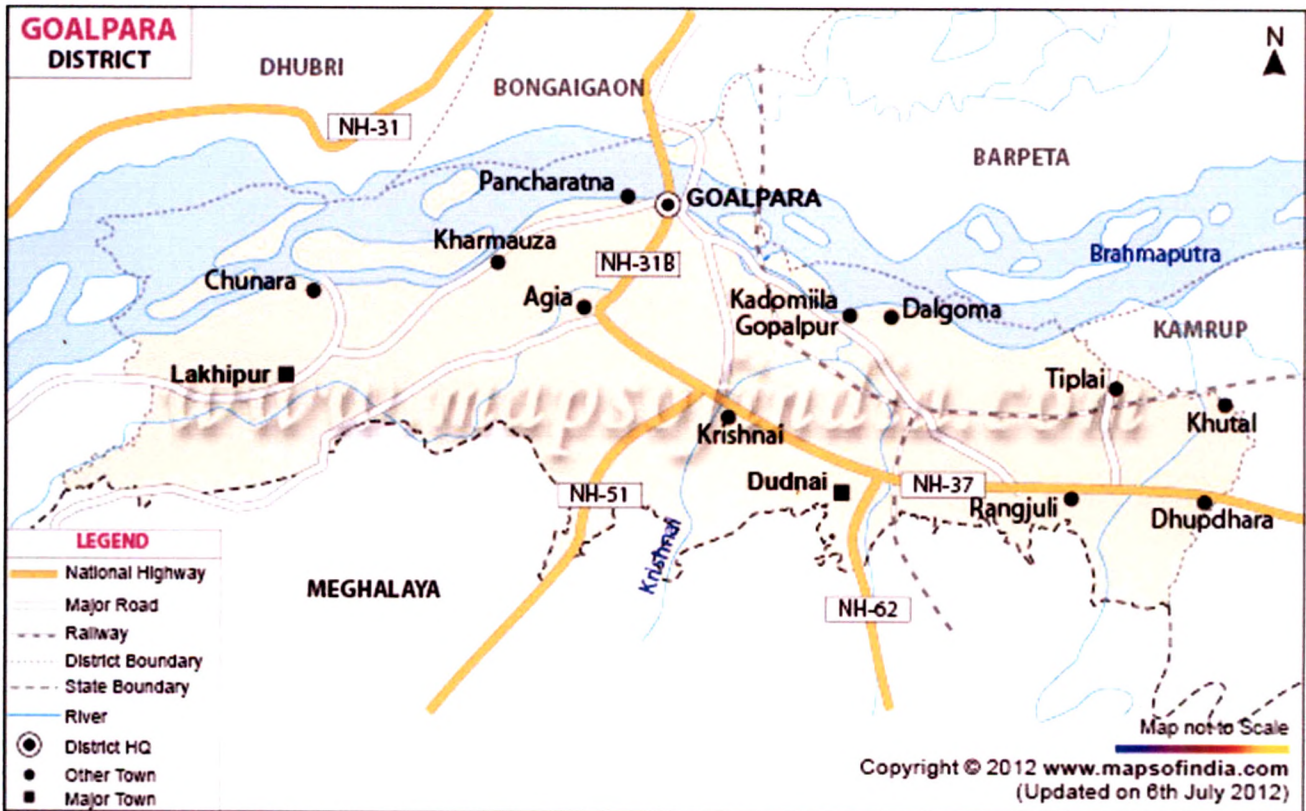 GOALPARA
DISTRICT
N
DHUBRI
BONGAIGAON
NH-31
BARPETA
Pancharatna
GOALPARA
Kharmauza
NH-31B
Brahmaputra
Chunara
Agia
Kadomiila
Gopalpur
Dalgoma
KAMRUP
Lakhipur
Tiplai
www.mapsofindia.com
Khutal
Krishnai
Dudnai
NH-51
NH-37
Rangjuli
Dhupdhara
Krishnai
MEGHALAYA
NH-62
LEGEND
National Highway
Major Road
Railway
District Boundary
State Boundary
River
District HQ
Other Town
Major Town
Map not to Scale
Copyright © 2012 www.mapsofindia.com
(Updated on 6th July 2012)